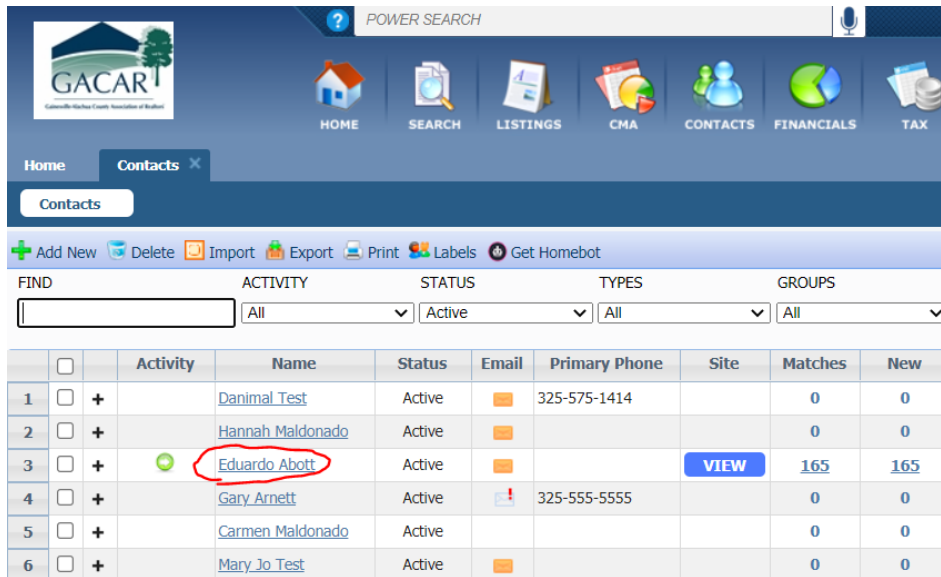 ? POWER SEARCH
GACAR
Gainesville-Alachua County Association of Realtors
HOME SEARCH LISTINGS CMA CONTACTS FINANCIALS TAX
Home Contacts ×
Contacts
Add New Delete Import Export Print Labels Get Homebot
FIND ACTIVITY STATUS TYPES GROUPS
All Active All All
Activity Name Status Email Primary Phone Site Matches New
1 + Danimal Test Active 325-575-1414 0 0
2 + Hannah Maldonado Active 0 0
3 + Eduardo Abott Active VIEW 165 165
4 + Gary Arnett Active 325-555-5555 0 0
5 + Carmen Maldonado Active 0 0
6 + Mary Jo Test Active 0 0